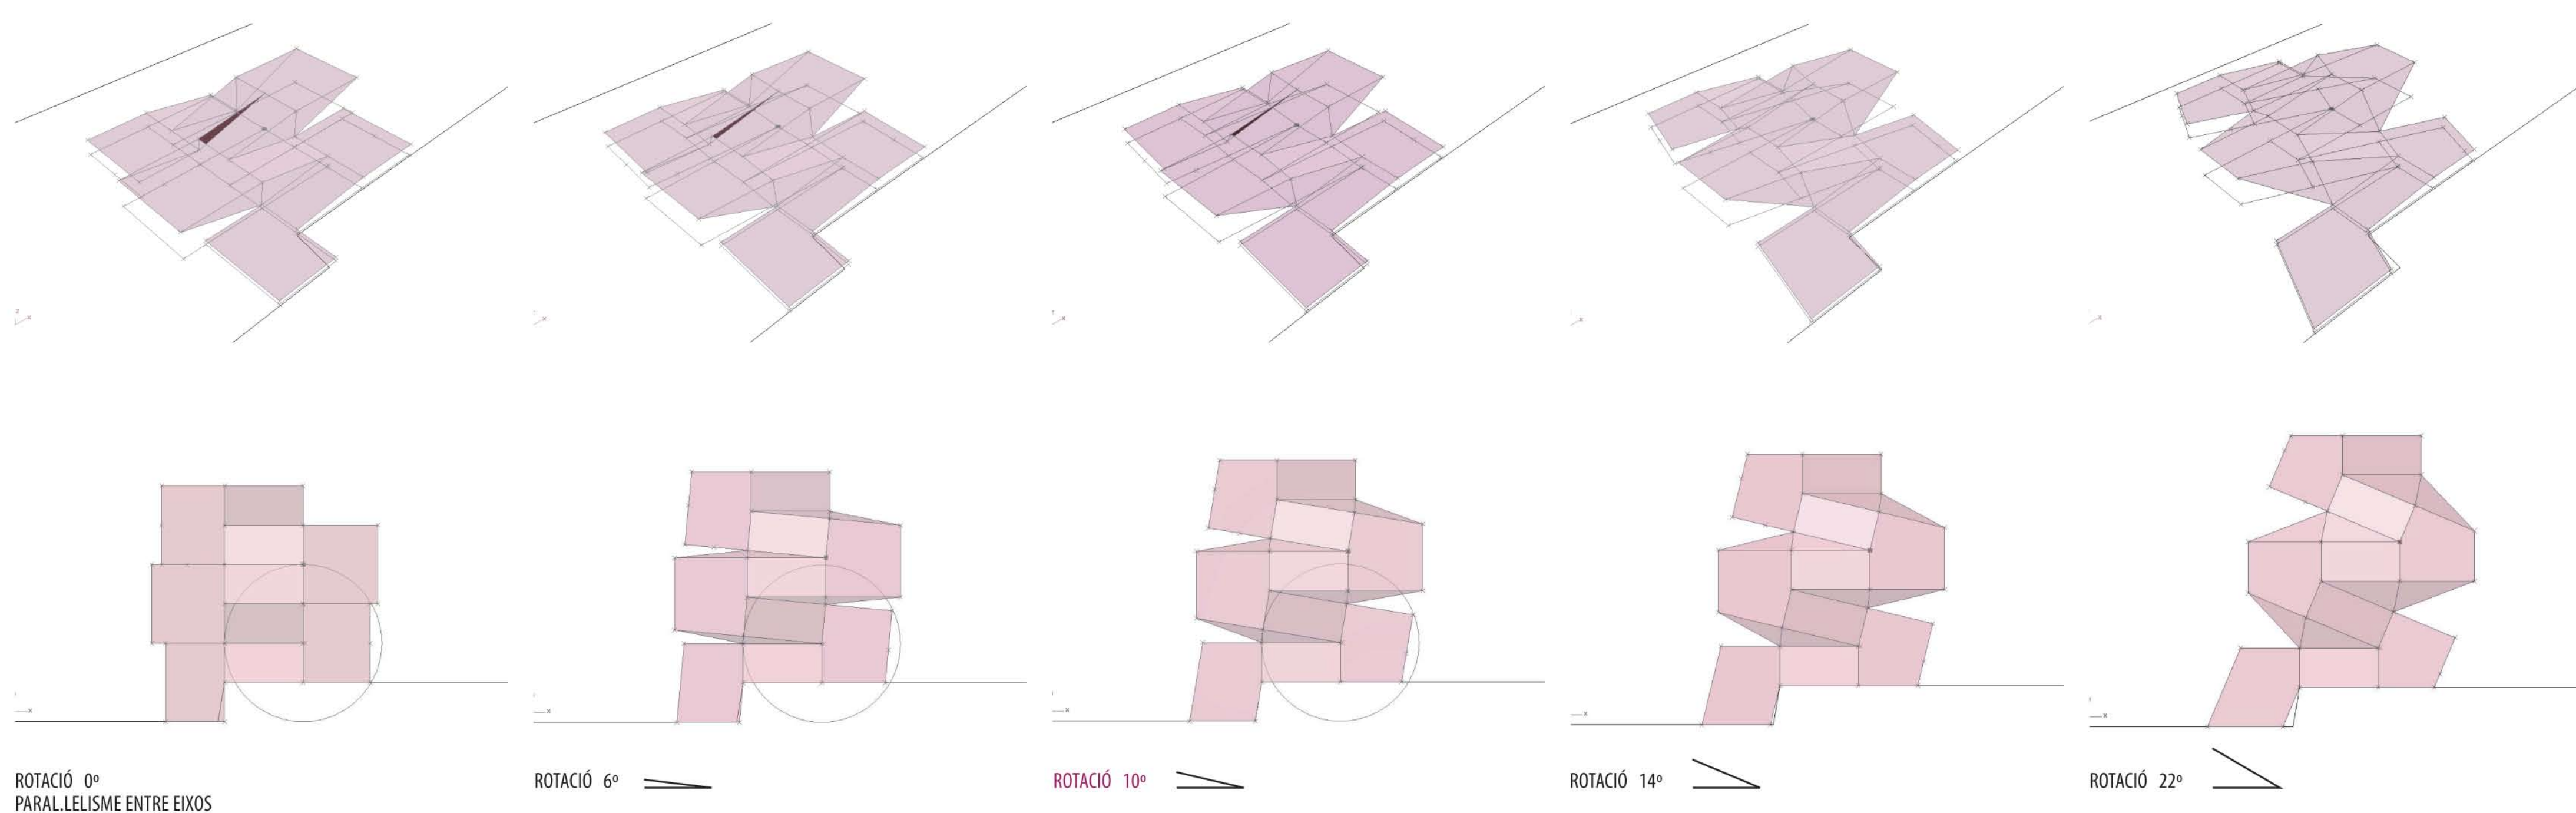 ROTACIÓ 0º
PARAL.LELISME ENTRE EIXOS
ROTACIÓ 6º
ROTACIÓ 10º
ROTACIÓ 14º
ROTACIÓ 22º